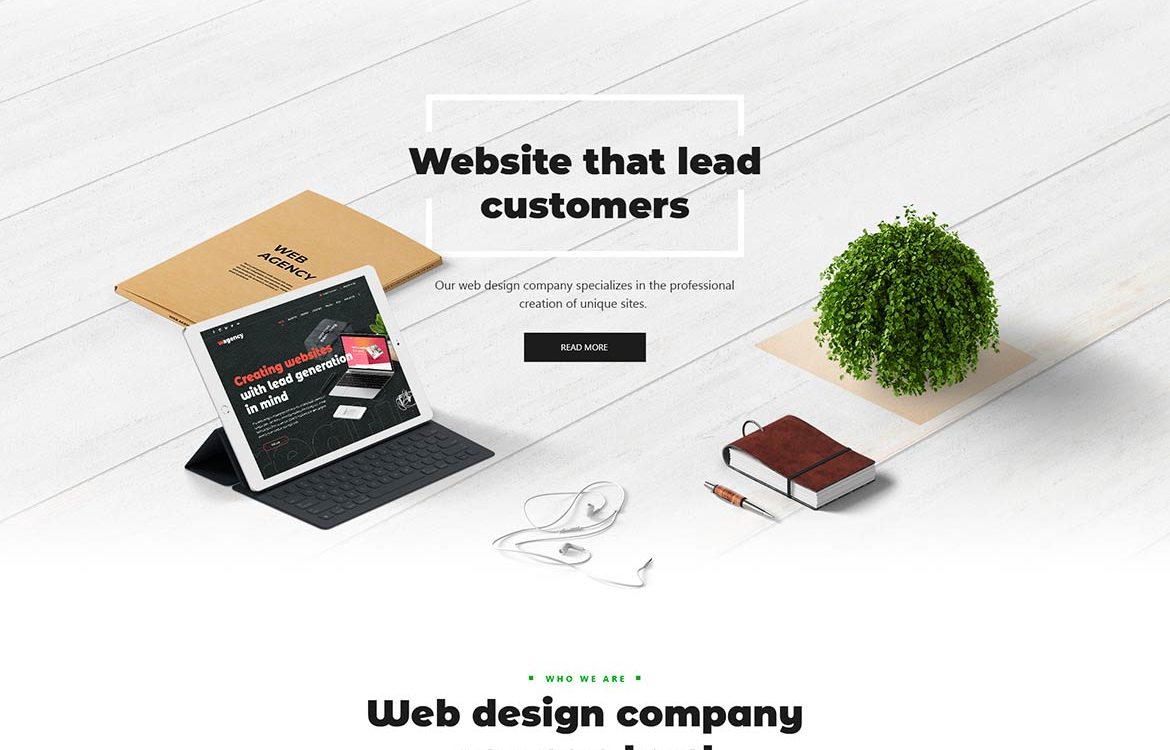 Website that lead
customers
Our web design company specializes in the professional
creation of unique sites.
READ MORE
WEB
AGENCY
wagency
Creating websites
with lead generation
in mind
WHO WE ARE
Web design company